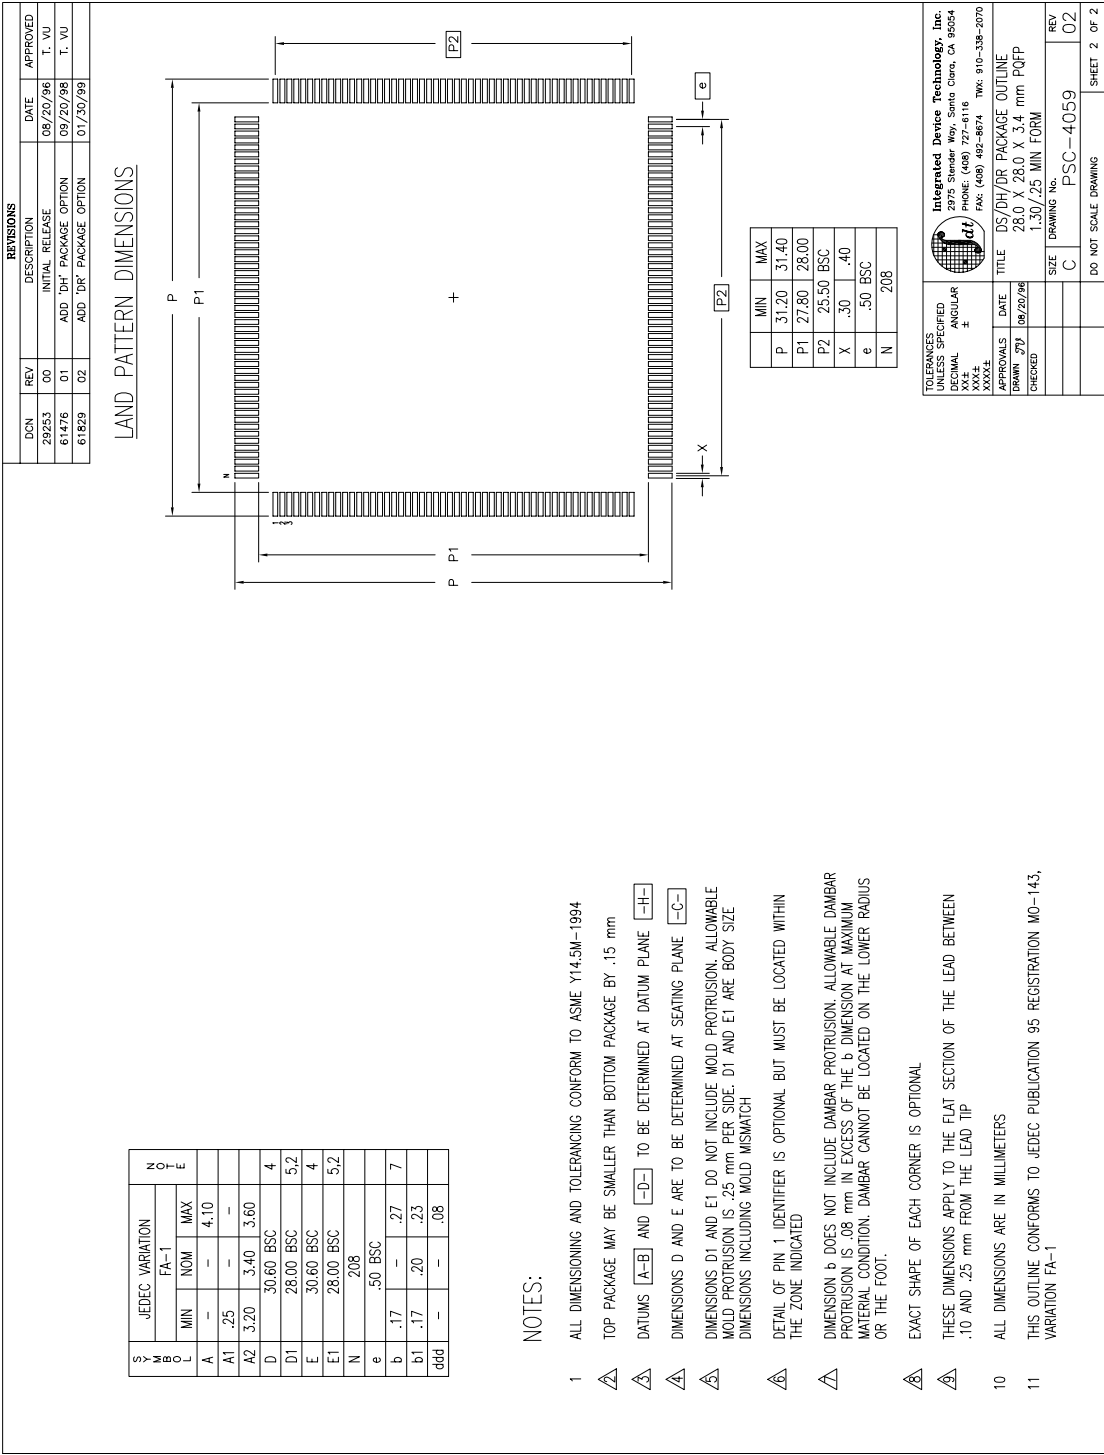 REVISIONS
DCN REV DESCRIPTION DATE APPROVED
29253 00 INITIAL RELEASE 08/20/96 T. VU
61476 01 ADD 'DH' PACKAGE OPTION 09/20/98 T. VU
61829 02 ADD 'DR' PACKAGE OPTION 01/30/99
LAND PATTERN DIMENSIONS
P
P1
P2
N
1
2
3
P
P1
X
P2
e
MIN MAX
P 31.20 31.40
P1 27.80 28.00
P2 25.50 BSC
X .30 .40
e .50 BSC
N 208
SYMBOL JEDEC VARIATION NOTE
FA-1
MIN NOM MAX
A – – 4.10
A1 .25 – –
A2 3.20 3.40 3.60
D 30.60 BSC 4
D1 28.00 BSC 5,2
E 30.60 BSC 4
E1 28.00 BSC 5,2
N 208
e .50 BSC
b .17 – .27 7
b1 .17 .20 .23
ddd – – .08
NOTES:
1 ALL DIMENSIONING AND TOLERANCING CONFORM TO ASME Y14.5M-1994
2 TOP PACKAGE MAY BE SMALLER THAN BOTTOM PACKAGE BY .15 mm
3 DATUMS A-B AND -D- TO BE DETERMINED AT DATUM PLANE -H-
4 DIMENSIONS D AND E ARE TO BE DETERMINED AT SEATING PLANE -C-
5 DIMENSIONS D1 AND E1 DO NOT INCLUDE MOLD PROTRUSION. ALLOWABLE
MOLD PROTRUSION IS .25 mm PER SIDE. D1 AND E1 ARE BODY SIZE
DIMENSIONS INCLUDING MOLD MISMATCH
6 DETAIL OF PIN 1 IDENTIFIER IS OPTIONAL BUT MUST BE LOCATED WITHIN
THE ZONE INDICATED
7 DIMENSION b DOES NOT INCLUDE DAMBAR PROTRUSION. ALLOWABLE DAMBAR
PROTRUSION IS .08 mm IN EXCESS OF THE b DIMENSION AT MAXIMUM
MATERIAL CONDITION. DAMBAR CANNOT BE LOCATED ON THE LOWER RADIUS
OR THE FOOT.
8 EXACT SHAPE OF EACH CORNER IS OPTIONAL
9 THESE DIMENSIONS APPLY TO THE FLAT SECTION OF THE LEAD BETWEEN
.10 AND .25 mm FROM THE LEAD TIP
10 ALL DIMENSIONS ARE IN MILLIMETERS
11 THIS OUTLINE CONFORMS TO JEDEC PUBLICATION 95 REGISTRATION MO-143,
VARIATION FA-1
TOLERANCES
UNLESS SPECIFIED
DECIMAL ANGULAR
XX± ±
XXX±
XXXX±
APPROVALS DATE
DRAWN TV 08/20/96
CHECKED
idt
Integrated Device Technology, Inc.
2975 Stender Way, Santa Clara, CA 95054
PHONE: (408) 727-6116
FAX: (408) 492-8674 TWX: 910-338-2070
TITLE DS/DH/DR PACKAGE OUTLINE
28.0 X 28.0 X 3.4 mm PQFP
1.30/.25 MIN FORM
SIZE DRAWING No. REV
C PSC-4059 02
DO NOT SCALE DRAWING SHEET 2 OF 2